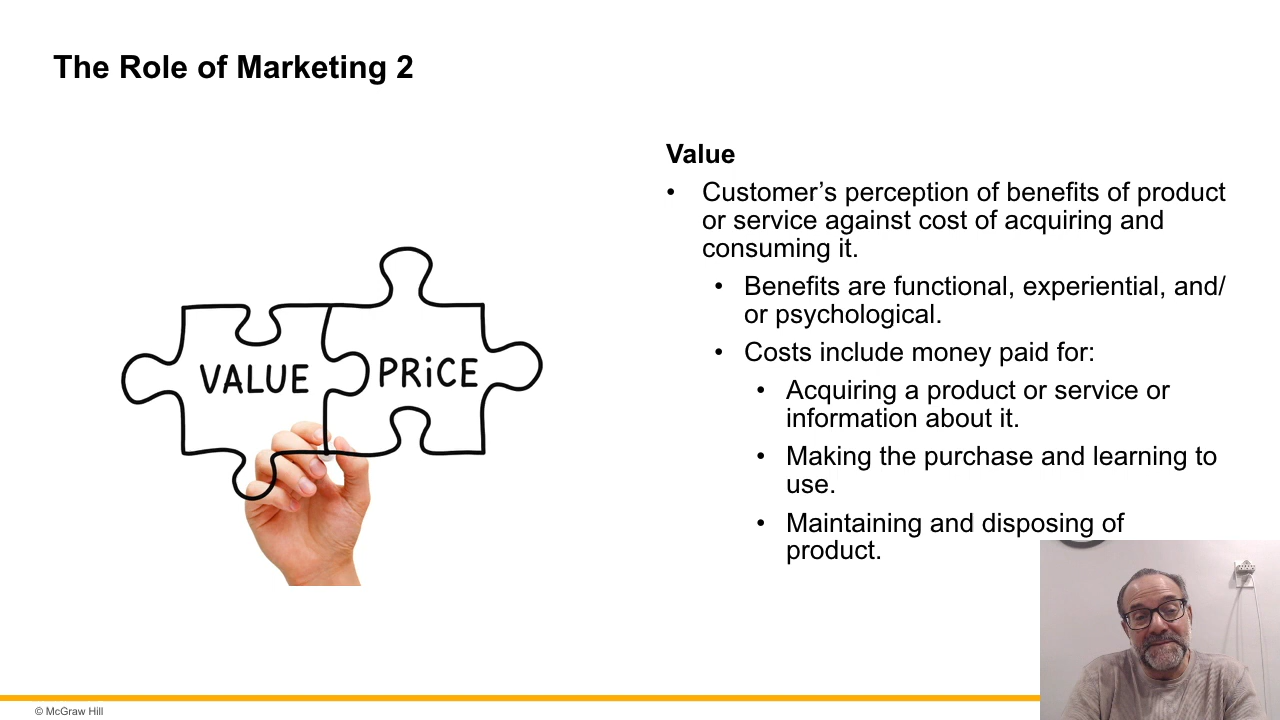 The Role of Marketing 2
VALUE
PRiCE
Value
• Customer’s perception of benefits of product
or service against cost of acquiring and
consuming it.
• Benefits are functional, experiential, and/
or psychological.
• Costs include money paid for:
• Acquiring a product or service or
information about it.
• Making the purchase and learning to
use.
• Maintaining and disposing of
product.
© McGraw Hill